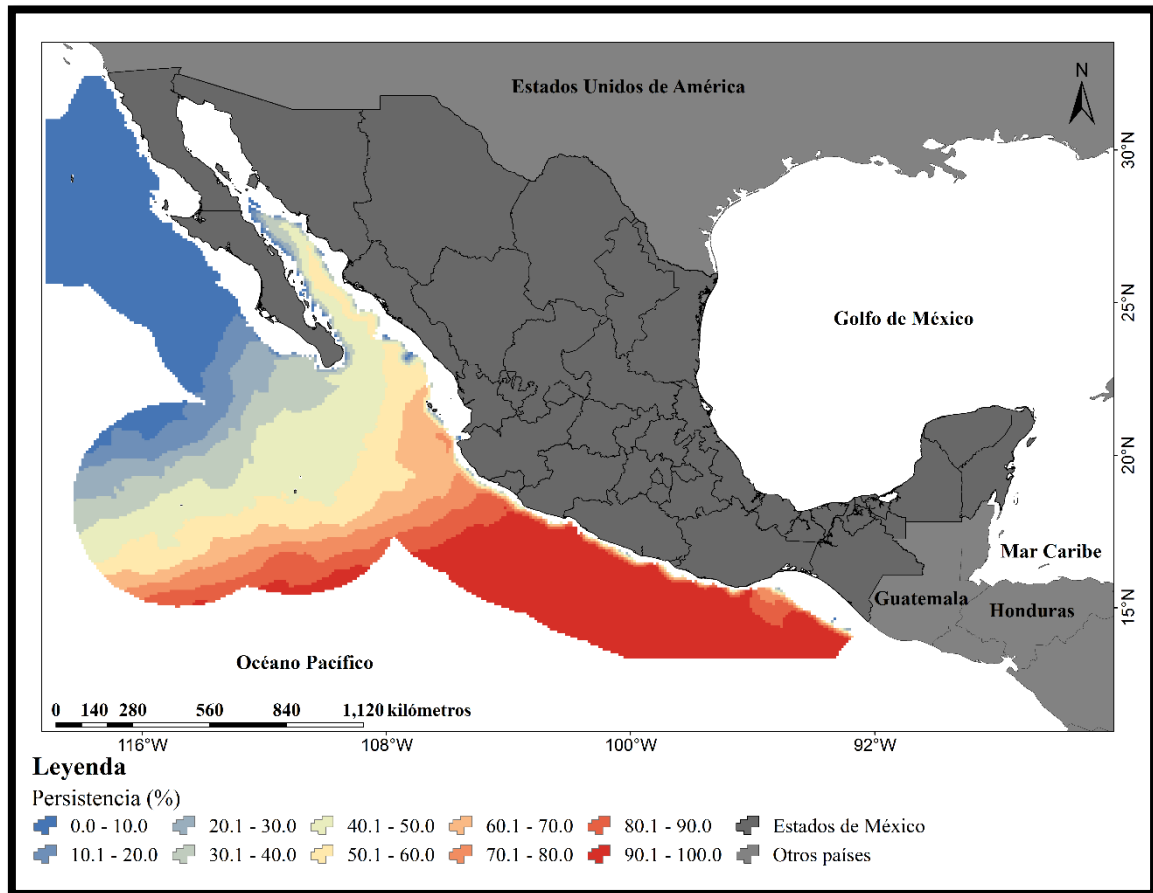 Estados Unidos de América
N
30°N
25°N
Golfo de México
20°N
Mar Caribe
Guatemala
Honduras
15°N
Océano Pacífico
0 140 280 560 840 1,120 kilómetros
116°W 108°W 100°W 92°W
Leyenda
Persistencia (%)
0.0 - 10.0 20.1 - 30.0 40.1 - 50.0 60.1 - 70.0 80.1 - 90.0 Estados de México
10.1 - 20.0 30.1 - 40.0 50.1 - 60.0 70.1 - 80.0 90.1 - 100.0 Otros países